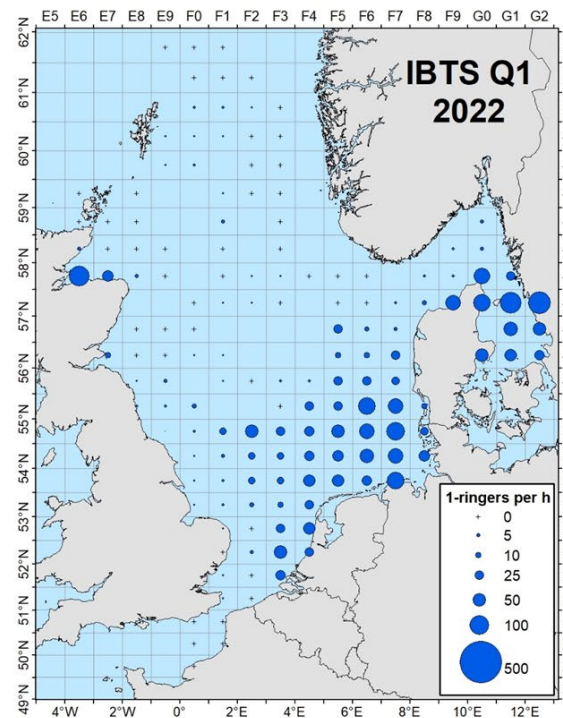 E5 E6 E7 E8 E9 F0 F1 F2 F3 F4 F5 F6 F7 F8 F9 G0 G1 G2
62°N
61°N
60°N
59°N
58°N
57°N
56°N
55°N
54°N
53°N
52°N
51°N
50°N
49°N
IBTS Q1
2022
1-ringers per h
0
5
10
25
50
100
500
4°W 2°W 0° 2°E 4°E 6°E 8°E 10°E 12°E